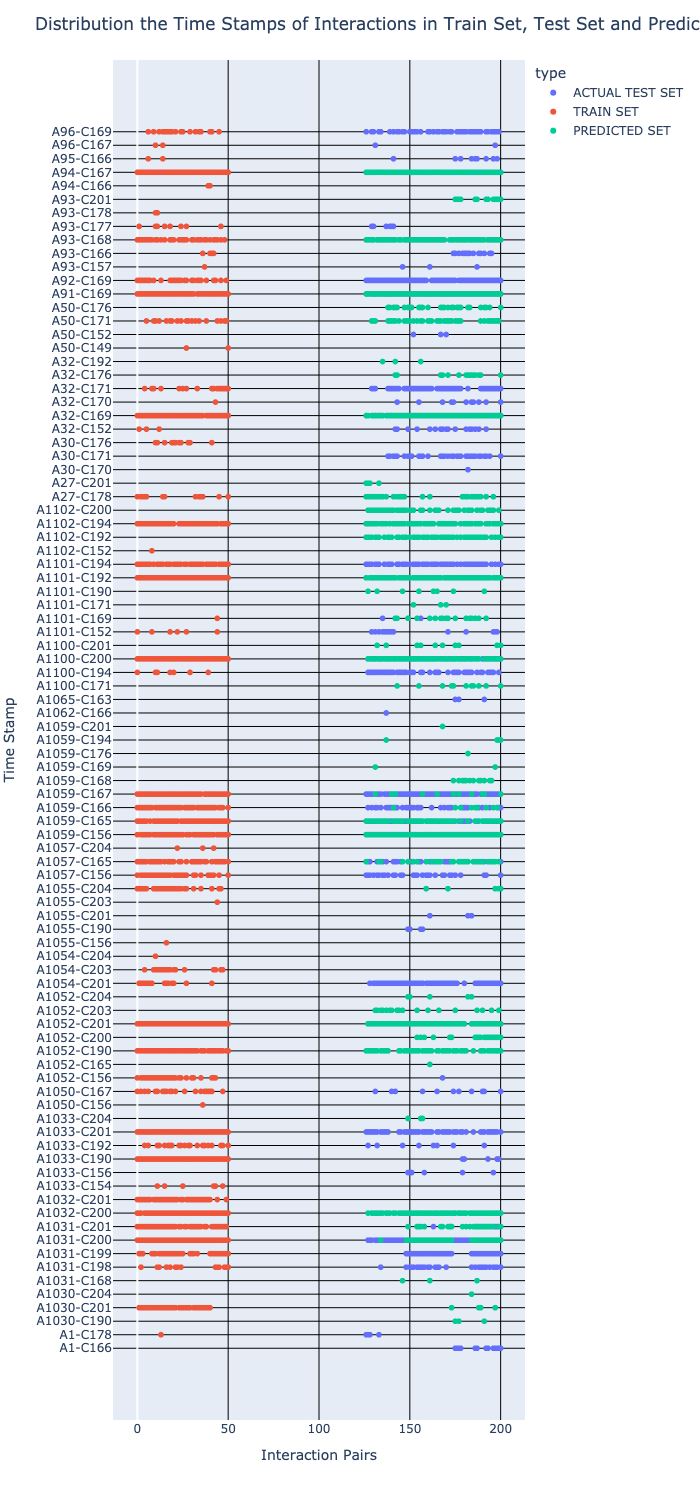 Distribution the Time Stamps of Interactions in Train Set, Test Set and Predic
type
ACTUAL TEST SET
TRAIN SET
PREDICTED SET
A96-C169
A96-C167
A95-C166
A94-C167
A94-C166
A93-C201
A93-C178
A93-C177
A93-C168
A93-C166
A93-C157
A92-C169
A91-C169
A50-C176
A50-C171
A50-C152
A50-C149
A32-C192
A32-C176
A32-C171
A32-C170
A32-C169
A32-C152
A30-C176
A30-C171
A30-C170
A27-C201
A27-C178
A1102-C200
A1102-C194
A1102-C192
A1102-C152
A1101-C194
A1101-C192
A1101-C190
A1101-C171
A1101-C169
A1101-C152
A1100-C201
A1100-C200
A1100-C194
A1100-C171
A1065-C163
A1062-C166
A1059-C201
A1059-C194
A1059-C176
A1059-C169
A1059-C168
A1059-C167
A1059-C166
A1059-C165
A1059-C156
A1057-C204
A1057-C165
A1057-C156
A1055-C204
A1055-C203
A1055-C201
A1055-C190
A1055-C156
A1054-C204
A1054-C203
A1054-C201
A1052-C204
A1052-C203
A1052-C201
A1052-C200
A1052-C190
A1052-C165
A1052-C156
A1050-C167
A1050-C156
A1033-C204
A1033-C201
A1033-C192
A1033-C190
A1033-C156
A1033-C154
A1032-C201
A1032-C200
A1031-C201
A1031-C200
A1031-C199
A1031-C198
A1031-C168
A1030-C204
A1030-C201
A1030-C190
A1-C178
A1-C166
Time Stamp
0 50 100 150 200
Interaction Pairs